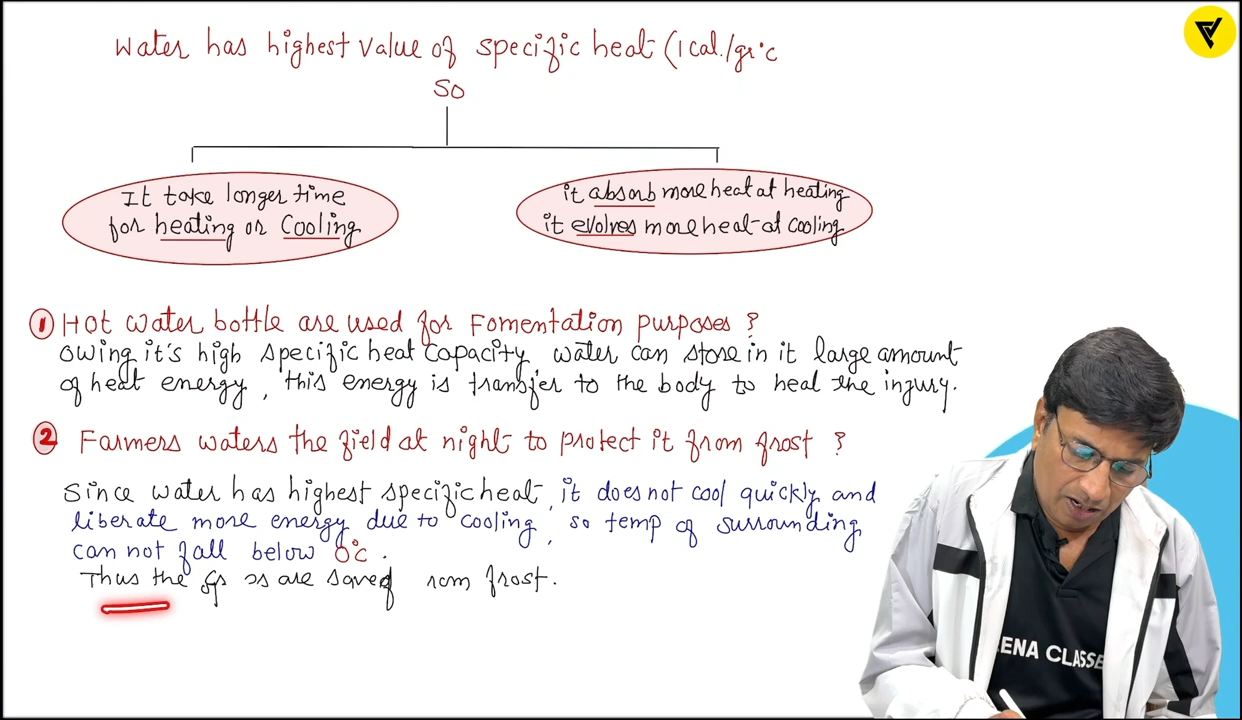 Water has highest value of specific heat (1 cal./gr°c
so
It take longer time
for heating or Cooling
it absorb more heat at heating
it evolves more heat at cooling
1 Hot water bottle are used for Fomentation purposes ?
owing it's high specific heat capacity water can store in it large amount
of heat energy, this energy is transfer to the body to heal the injury.
2 Farmers waters the field at night to protect it from frost ?
Since water has highest specific heat, it does not cool quickly and
liberate more energy due to cooling, so temp of surrounding
can not fall below 0°c.
Thus the are saved frost.
EENA CLASSE